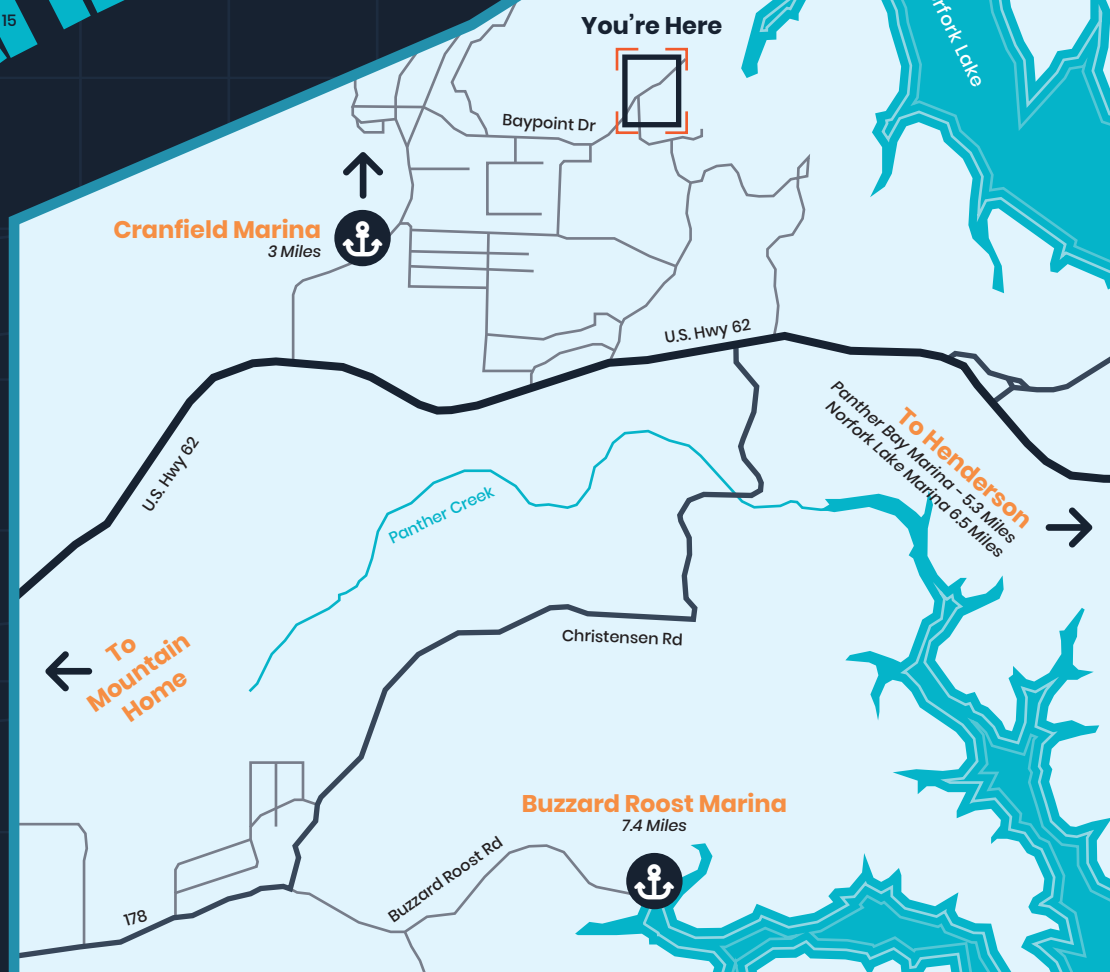 15
You're Here
rfork Lake
Baypoint Dr
Cranfield Marina
3 Miles
U.S. Hwy 62
U.S. Hwy 62
To Henderson
Panther Bay Marina - 5.3 Miles
Norfork Lake Marina 6.5 Miles
Panther Creek
Christensen Rd
To
Mountain
Home
Buzzard Roost Marina
7.4 Miles
Buzzard Roost Rd
178